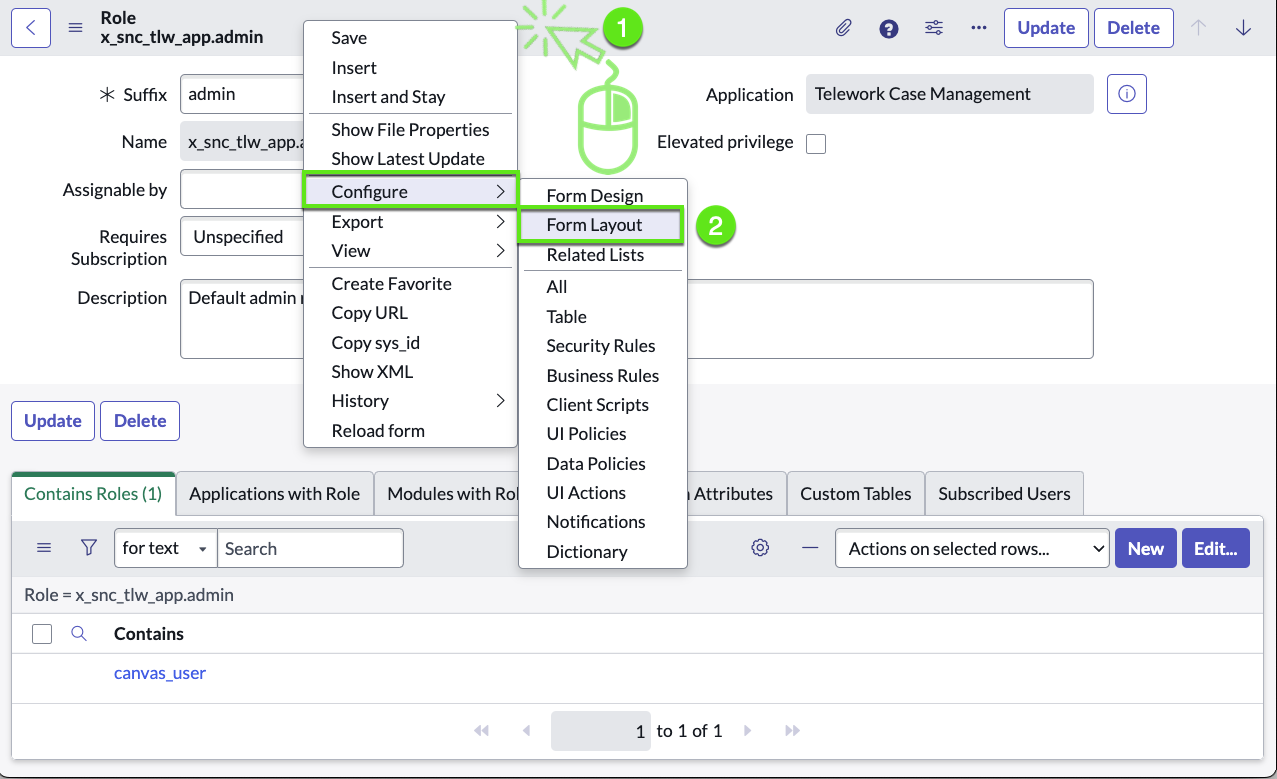 Role
x_snc_tlw_app.admin
1
Update
Delete
Suffix
admin
Application
Telework Case Management
Name
x_snc_tlw_app.a
Elevated privilege
Assignable by
Requires
Subscription
Unspecified
Description
Default admin r
Save
Insert
Insert and Stay
Show File Properties
Show Latest Update
Configure
Export
View
Create Favorite
Copy URL
Copy sys_id
Show XML
History
Reload form
Form Design
Form Layout
2
Related Lists
All
Table
Security Rules
Business Rules
Client Scripts
UI Policies
Data Policies
UI Actions
Notifications
Dictionary
Update
Delete
Contains Roles (1)
Applications with Role
Modules with Rol
Attributes
Custom Tables
Subscribed Users
for text
Search
Actions on selected rows...
New
Edit...
Role = x_snc_tlw_app.admin
Contains
canvas_user
1 to 1 of 1